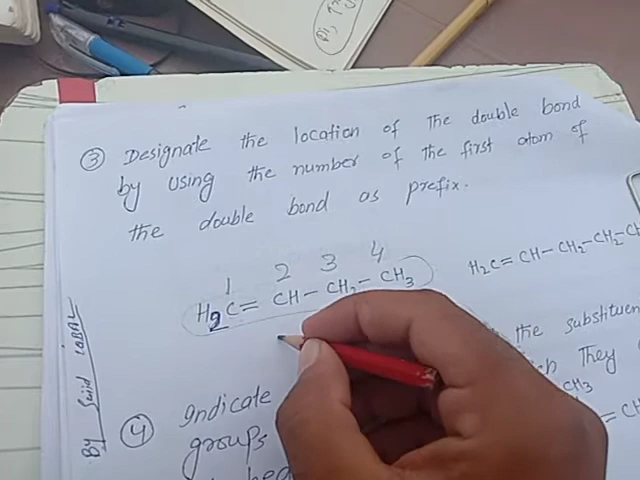 ③ Designate the location of the double bond
by using the number of the first atom of
the double bond as prefix.
1 2 3 4
H2C = CH - CH2 - CH3
H2C = CH - CH2 - CH2 - CH
④ Indicate the substituen
groups
CH3
= CH
By Sajid IQBAL